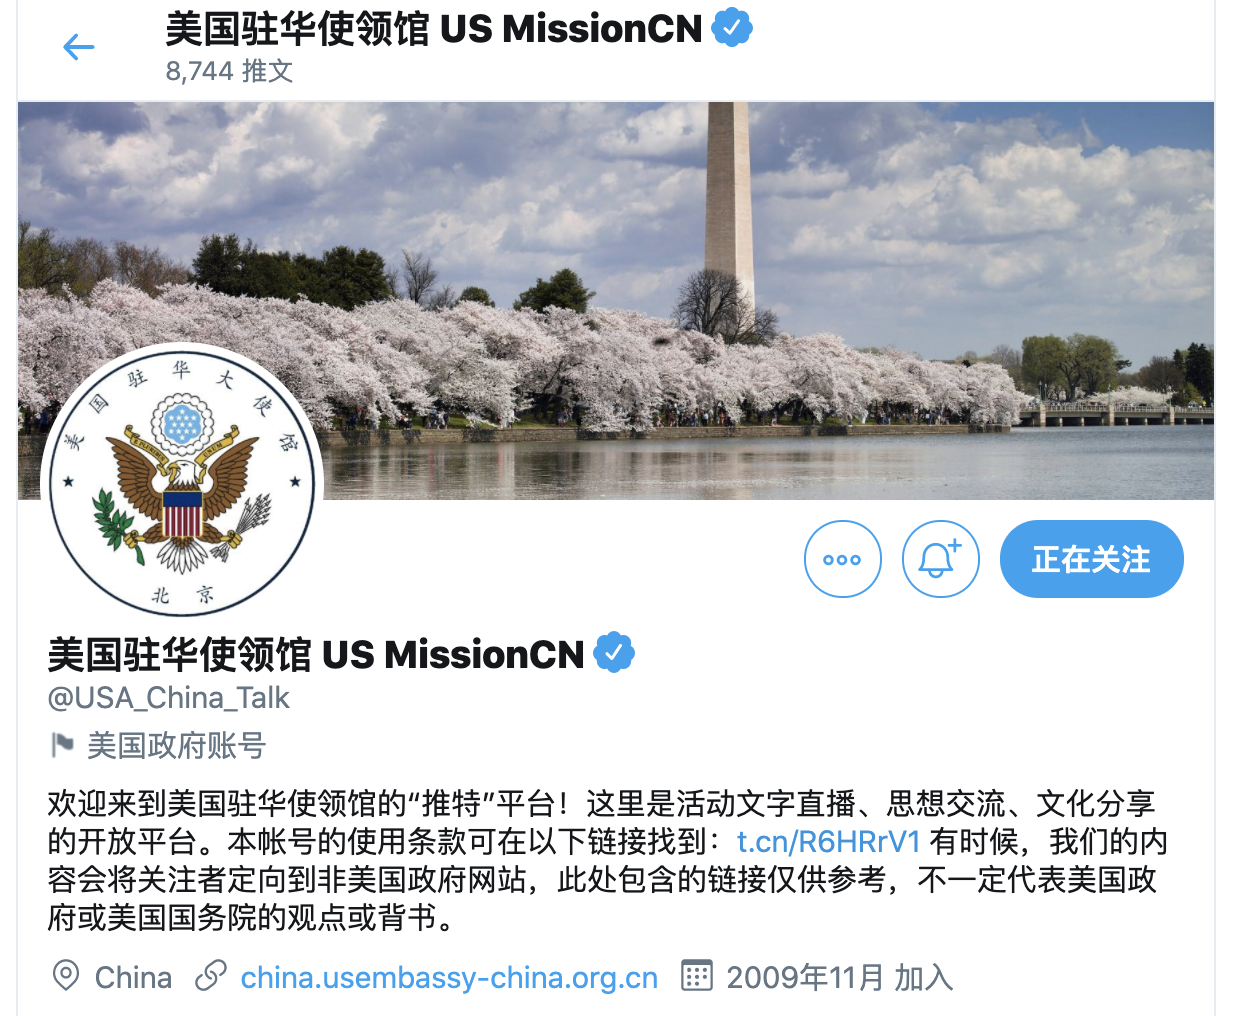 美国驻华使领馆 US MissionCN
8,744 推文
美国驻华大使馆
E PLURIBUS UNUM
北京
正在关注
美国驻华使领馆 US MissionCN
@USA_China_Talk
美国政府账号
欢迎来到美国驻华使领馆的“推特”平台！这里是活动文字直播、思想交流、文化分享
的开放平台。本帐号的使用条款可在以下链接找到：t.cn/R6HRrV1 有时候，我们的内
容会将关注者定向到非美国政府网站，此处包含的链接仅供参考，不一定代表美国政
府或美国国务院的观点或背书。
China china.usembassy-china.org.cn 2009年11月 加入